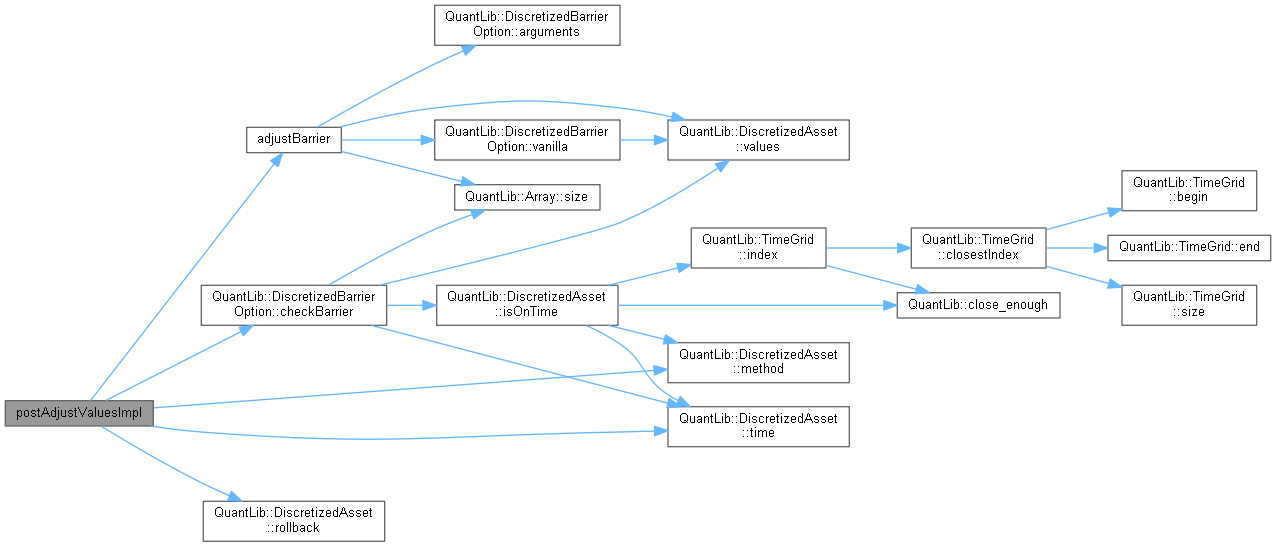 QuantLib::DiscretizedBarrier
Option::arguments
adjustBarrier
QuantLib::DiscretizedBarrier
Option::vanilla
QuantLib::DiscretizedAsset
::values
QuantLib::Array::size
QuantLib::TimeGrid
::begin
QuantLib::TimeGrid
::index
QuantLib::TimeGrid
::closestIndex
QuantLib::TimeGrid::end
QuantLib::DiscretizedBarrier
Option::checkBarrier
QuantLib::DiscretizedAsset
::isOnTime
QuantLib::close_enough
QuantLib::TimeGrid
::size
QuantLib::DiscretizedAsset
::method
postAdjustValuesImpl
QuantLib::DiscretizedAsset
::time
QuantLib::DiscretizedAsset
::rollback